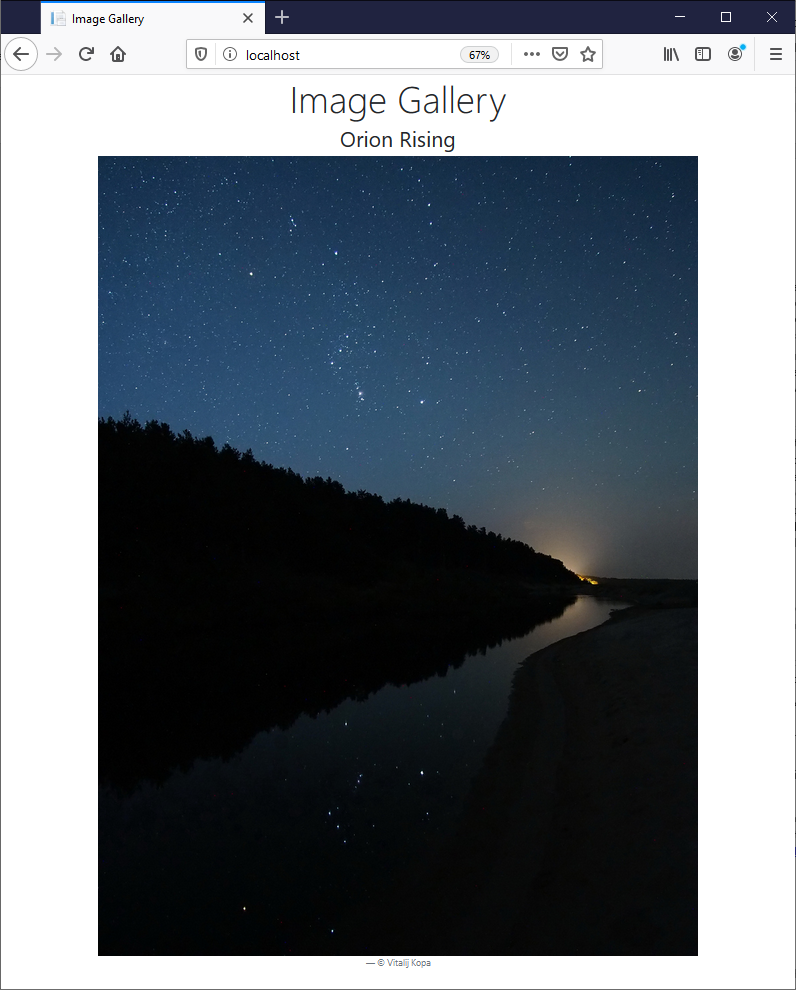 Image Gallery
localhost
67%
Image Gallery
Orion Rising
— © Vitalij Kopa